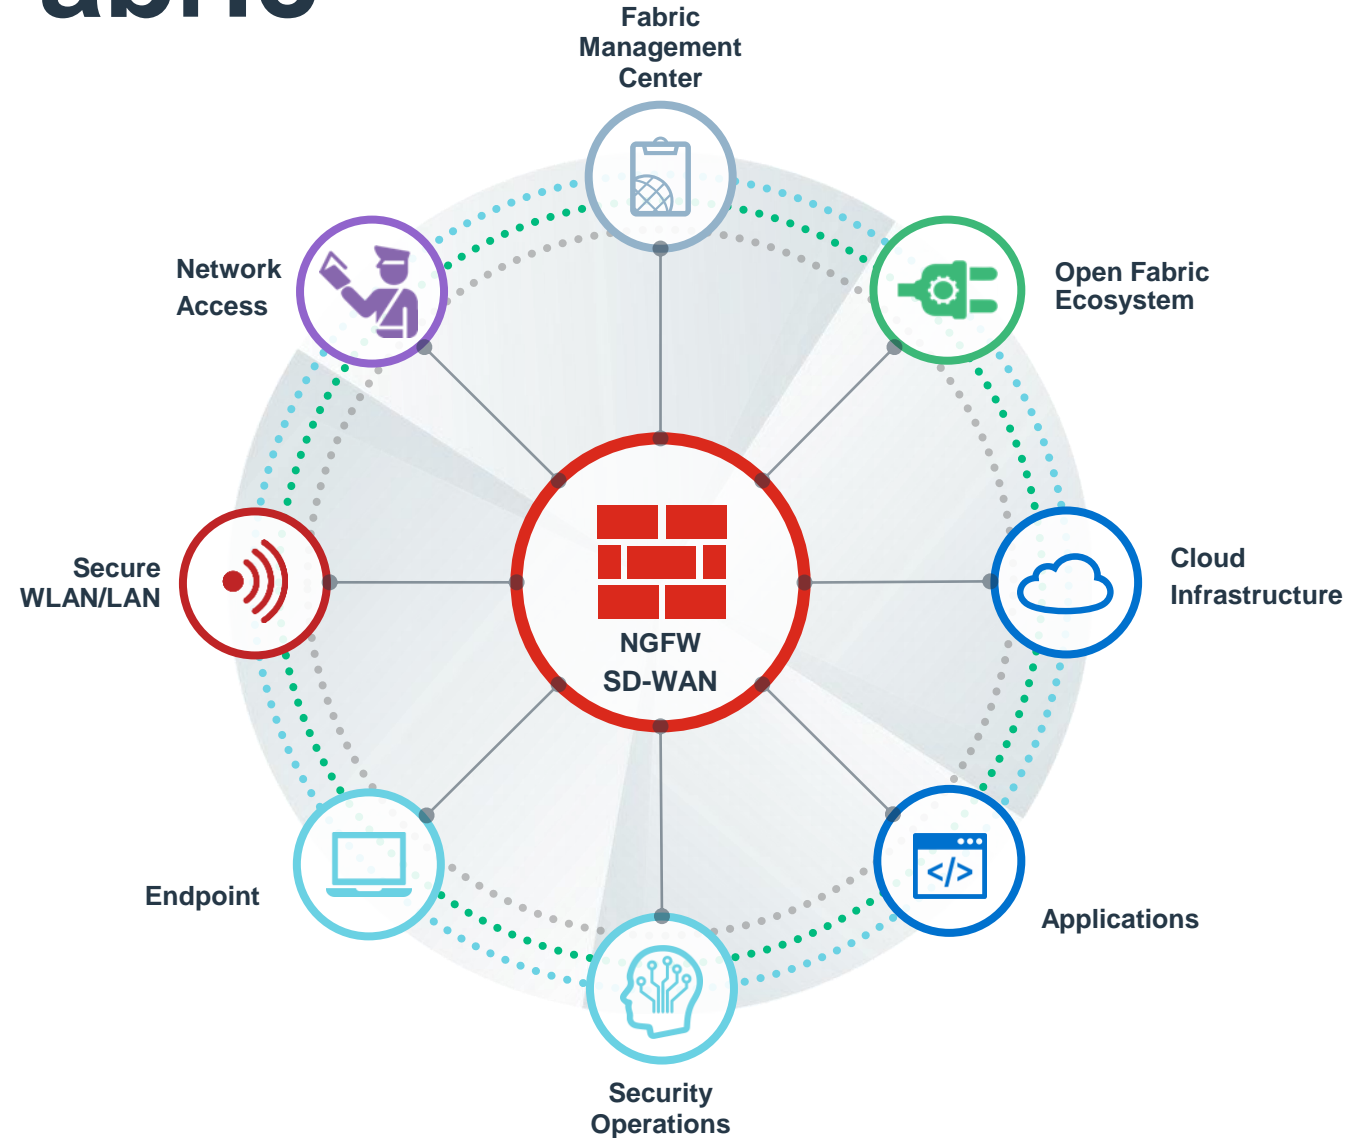 Fabric
Management
Center
Network
Access
Open Fabric
Ecosystem
Secure
WLAN/LAN
NGFW
SD-WAN
Cloud
Infrastructure
</>
Endpoint
Applications
Security
Operations